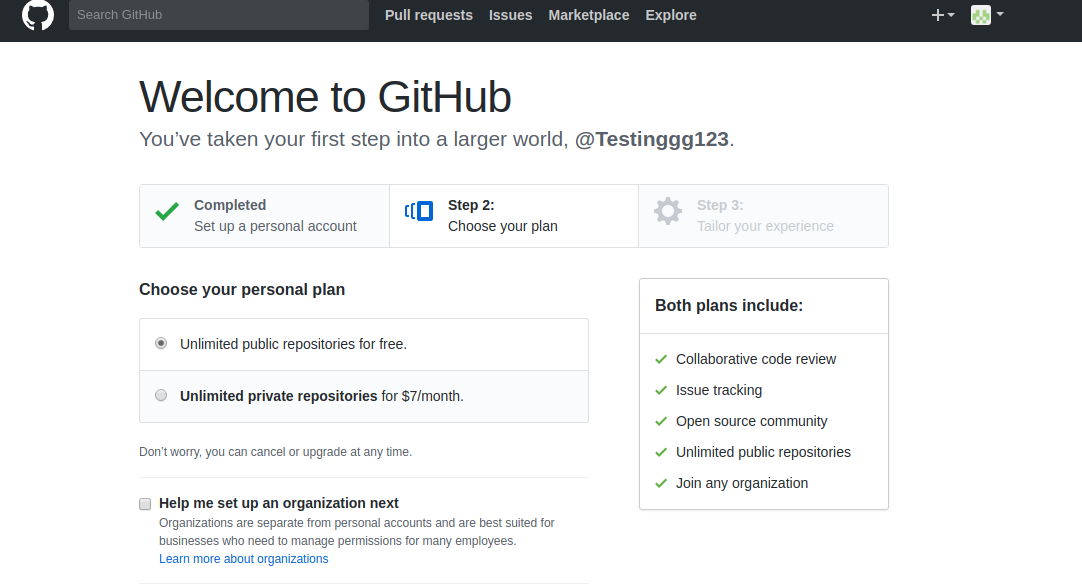 Search GitHub
Pull requests Issues Marketplace Explore
Welcome to GitHub
You’ve taken your first step into a larger world, @Testinggg123.
Completed
Set up a personal account
Step 2:
Choose your plan
Step 3:
Tailor your experience
Choose your personal plan
Unlimited public repositories for free.
Unlimited private repositories for $7/month.
Don’t worry, you can cancel or upgrade at any time.
Help me set up an organization next
Organizations are separate from personal accounts and are best suited for
businesses who need to manage permissions for many employees.
Learn more about organizations
Both plans include:
Collaborative code review
Issue tracking
Open source community
Unlimited public repositories
Join any organization